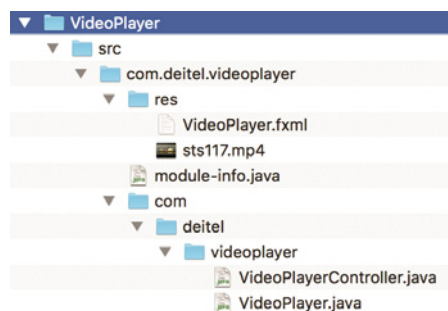 VideoPlayer
src
com.deitel.videoplayer
res
VideoPlayer.fxml
sts117.mp4
module-info.java
com
deitel
videoplayer
VideoPlayerController.java
VideoPlayer.java